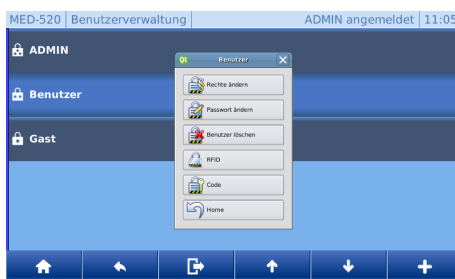 MED-520 Benutzerverwaltung ADMIN angemeldet 11:05
ADMIN
Qt Benutzer
Rechte ändern
Benutzer
Passwort ändern
Benutzer löschen
Gast
RFID
Code
Home